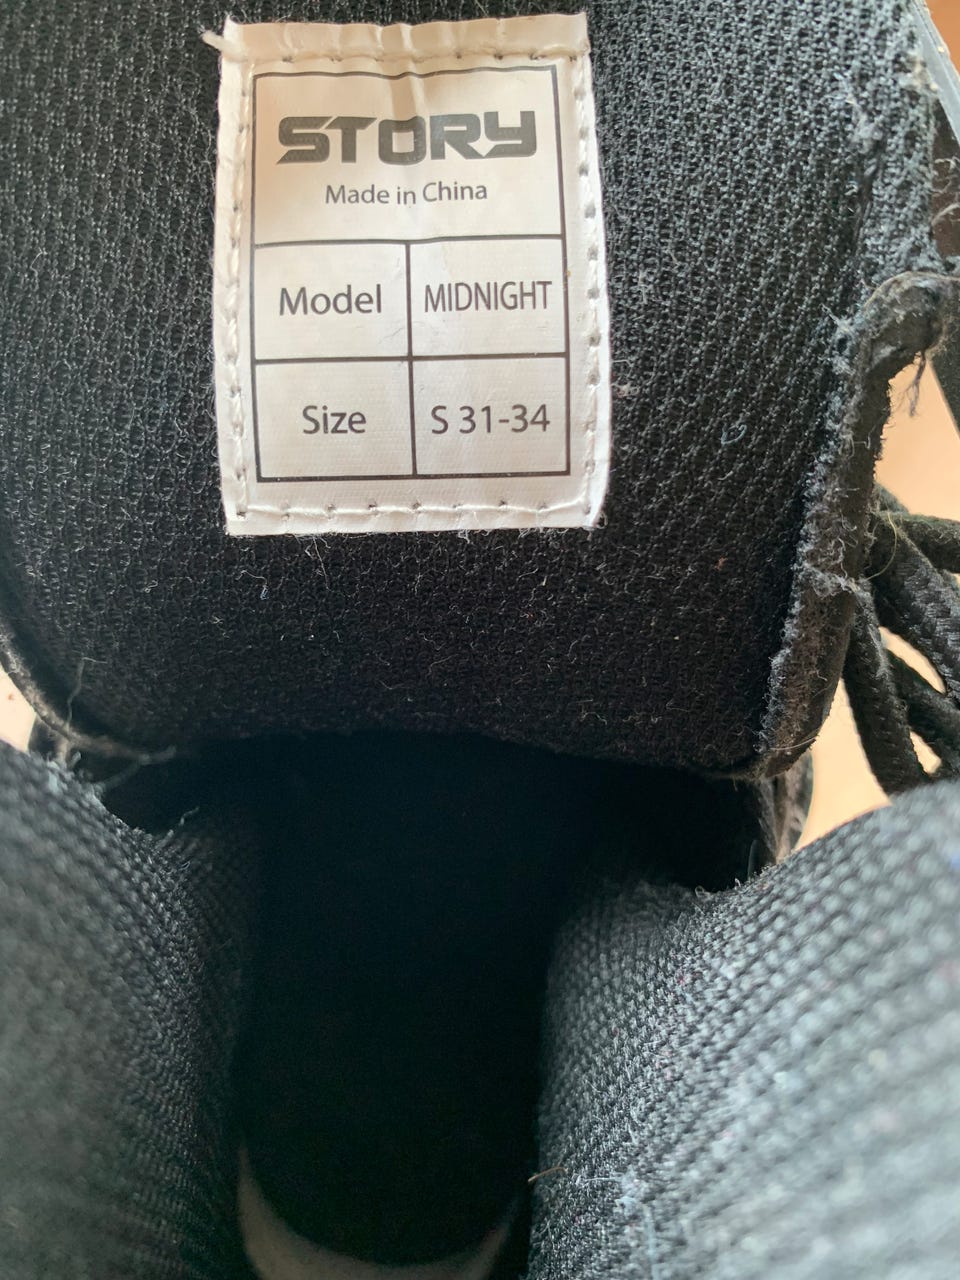 STORY
Made in China
Model MIDNIGHT
Size S 31-34